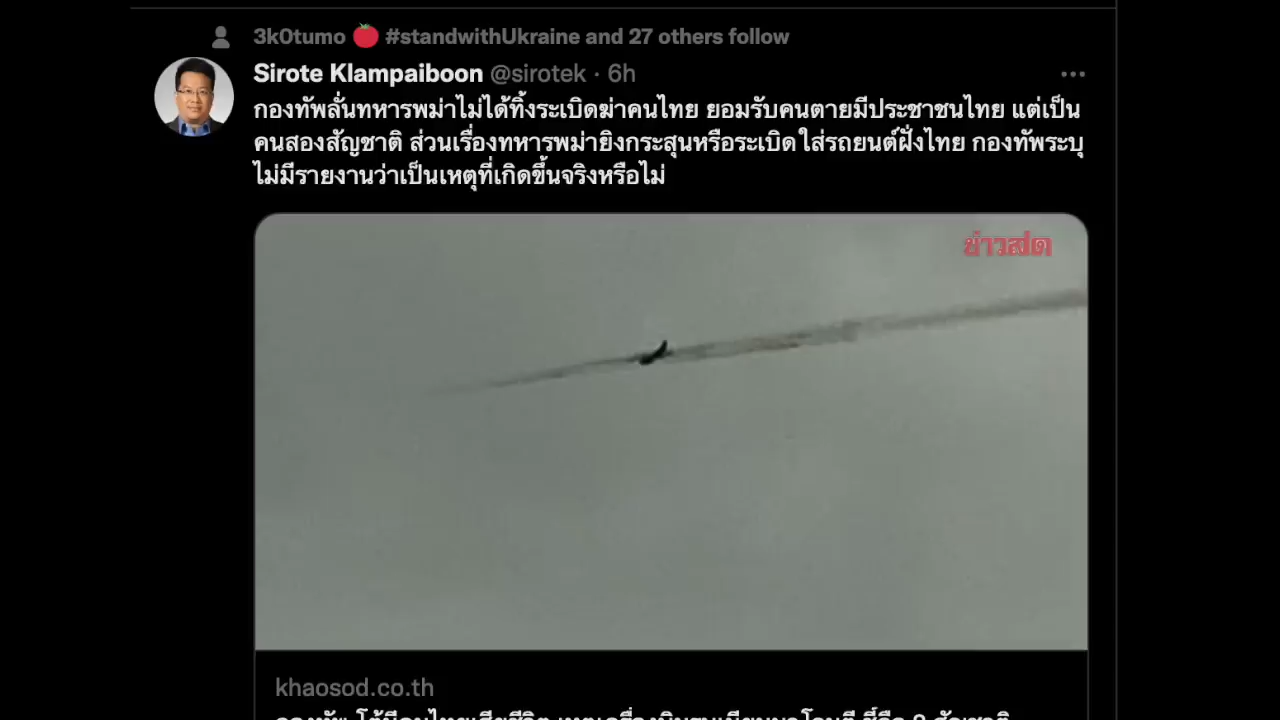 3k0tumo 🍅 #standwithUkraine and 27 others follow
Sirote Klampaiboon @sirotek · 6h
กองทัพลั่นทหารพม่าไม่ได้ทิ้งระเบิดฆ่าคนไทย ยอมรับคนตายมีประชาชนไทย แต่เป็น
คนสองสัญชาติ ส่วนเรื่องทหารพม่ายิงกระสุนหรือระเบิดใส่รถยนต์ฝั่งไทย กองทัพระบุ
ไม่มีรายงานว่าเป็นเหตุที่เกิดขึ้นจริงหรือไม่
ข่าวสด
khaosod.co.th